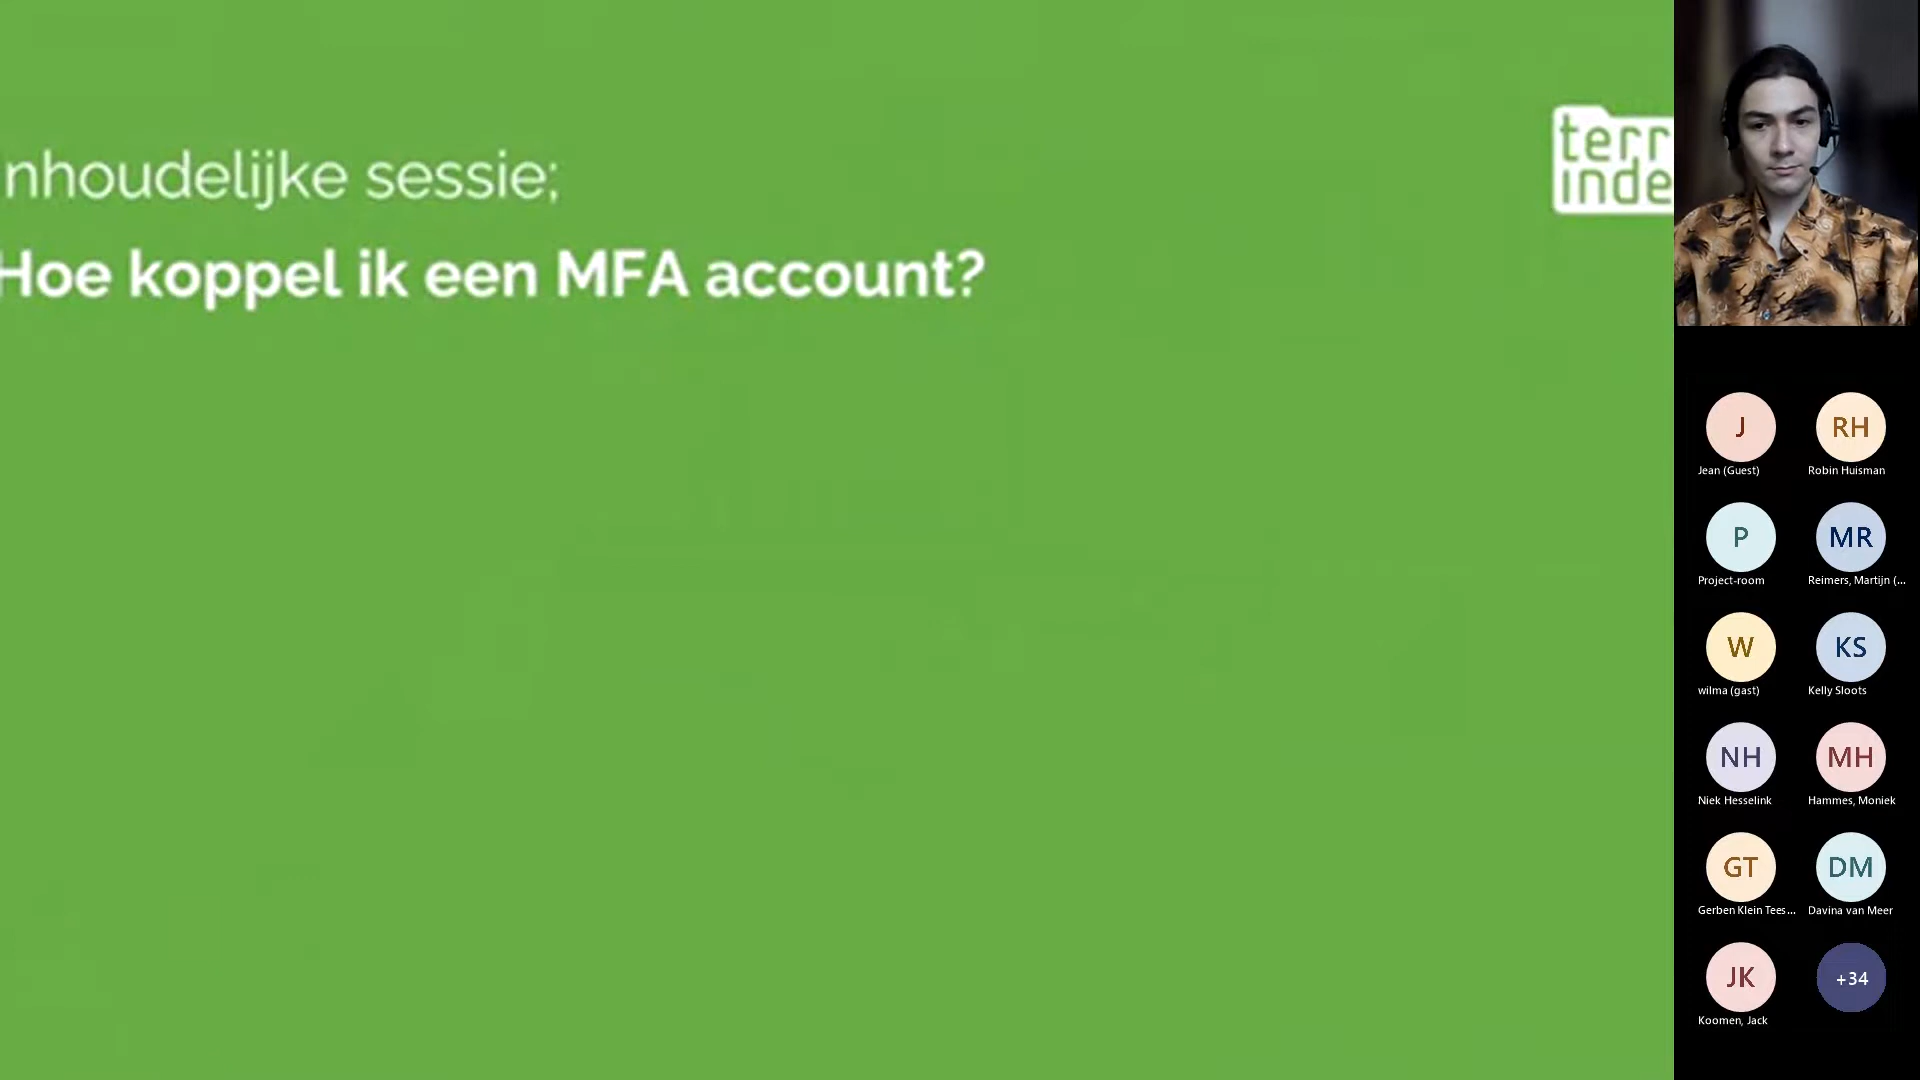 nhoudelijke sessie;
Hoe koppel ik een MFA account?
terr
inde
J
Jean (Guest)
RH
Robin Huisman
P
Project-room
MR
Reimers, Martijn (...
W
wilma (gast)
KS
Kelly Sloots
NH
Niek Hesselink
MH
Hammes, Moniek
GT
Gerben Klein Tees...
DM
Davina van Meer
JK
Koomen, Jack
+34